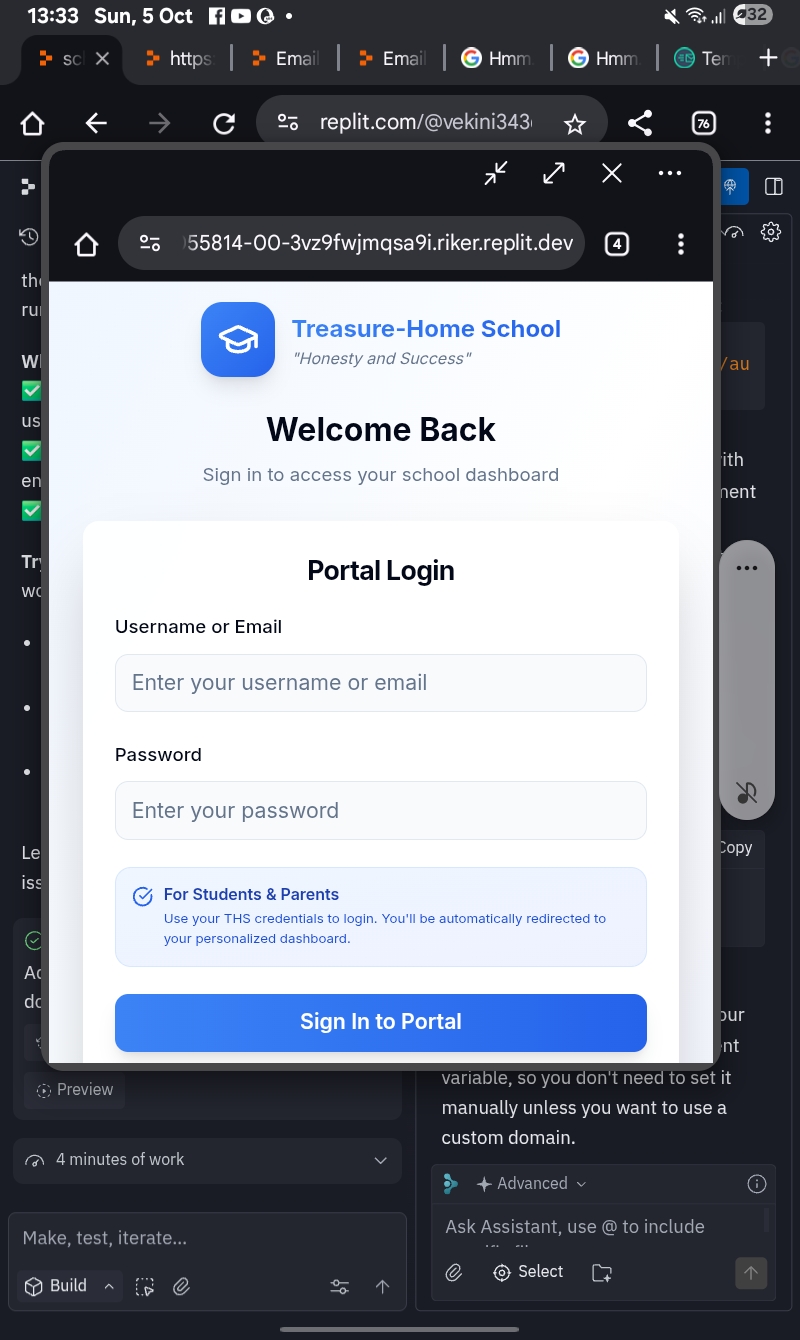 13:33 Sun, 5 Oct
32
sc
https
Email
Email
Hmm
Hmm
Tem
replit.com/@vekini343
76
55814-00-3vz9fwjmqsa9i.riker.replit.dev
4
Treasure-Home School
"Honesty and Success"
Welcome Back
Sign in to access your school dashboard
Portal Login
Username or Email
Enter your username or email
Password
Enter your password
For Students & Parents
Use your THS credentials to login. You'll be automatically redirected to
your personalized dashboard.
Sign In to Portal
the
us
en
Try
wo
Le
iss
Ad
do
Preview
4 minutes of work
Make, test, iterate...
Build
/au
ith
nent
Copy
our
nt
variable, so you don't need to set it
manually unless you want to use a
custom domain.
Advanced
Ask Assistant, use @ to include
Select